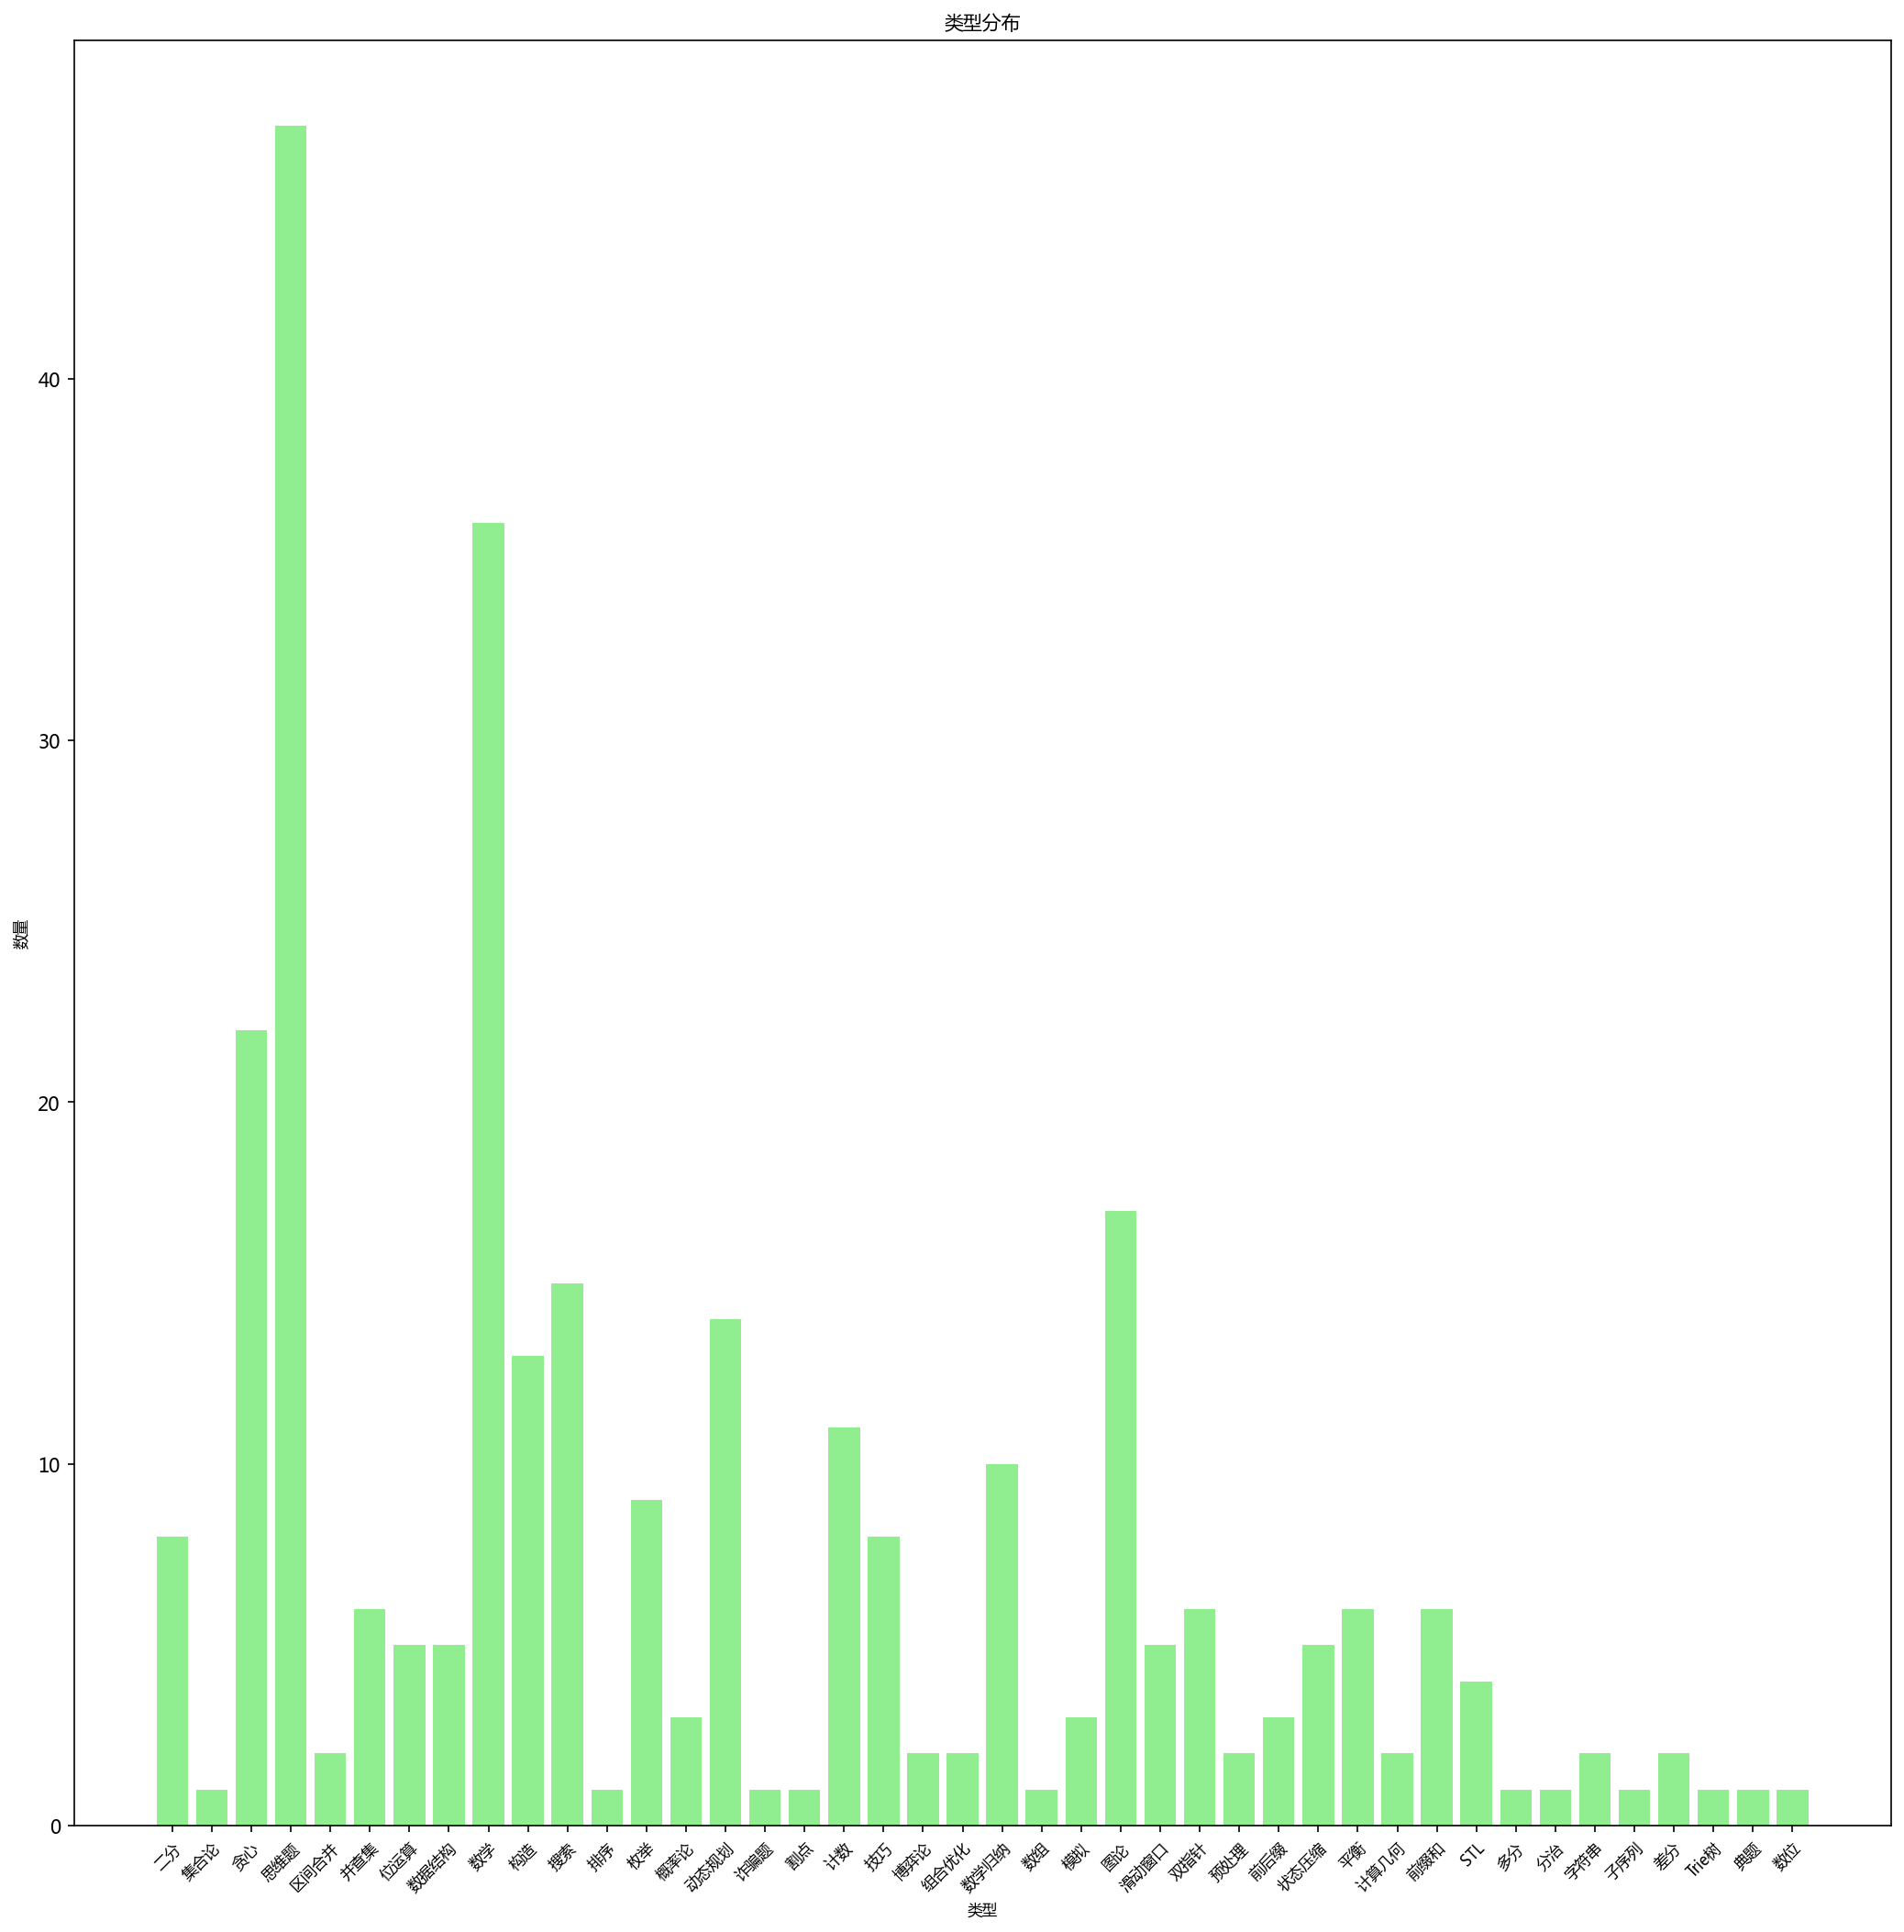 类型分布
数量
40
30
20
10
0
二分
集合论
贪心
思维题
区间合并
并查集
位运算
数据结构
数学
构造
搜索
排序
枚举
概率论
动态规划
诈骗题
割点
计数
技巧
博弈论
组合优化
数学归纳
数组
模拟
图论
滑动窗口
双指针
预处理
前后缀
状态压缩
平衡
计算几何
前缀和
STL
多分
分治
字符串
子序列
差分
Trie树
典题
数位
类型